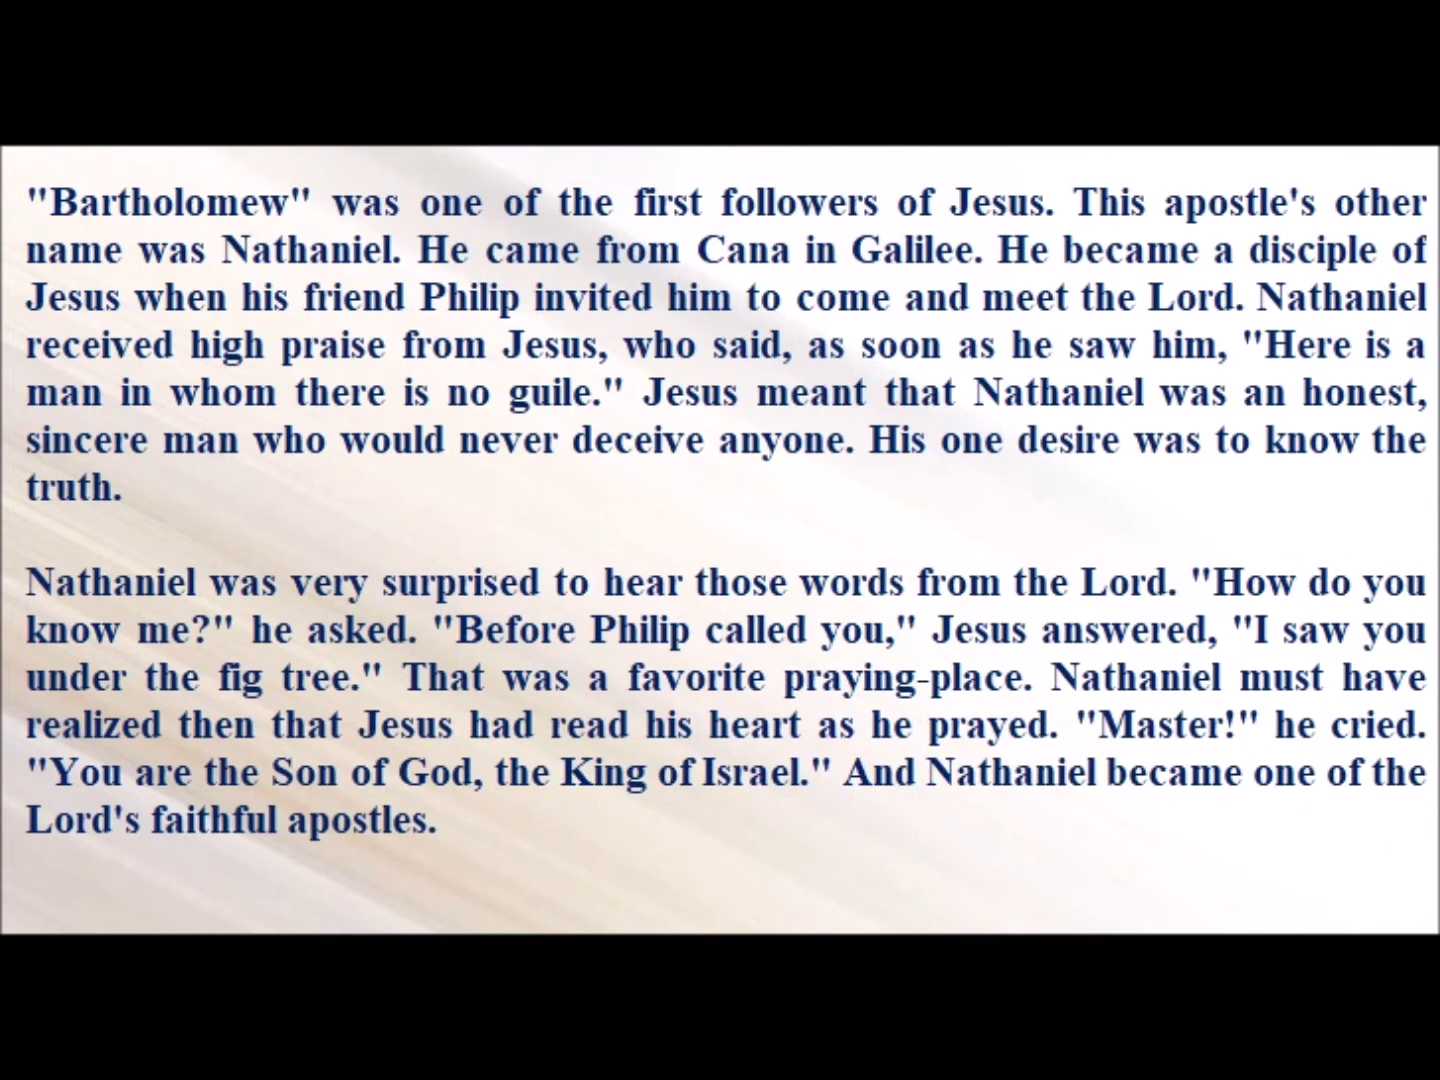 "Bartholomew" was one of the first followers of Jesus. This apostle's other
name was Nathaniel. He came from Cana in Galilee. He became a disciple of
Jesus when his friend Philip invited him to come and meet the Lord. Nathaniel
received high praise from Jesus, who said, as soon as he saw him, "Here is a
man in whom there is no guile." Jesus meant that Nathaniel was an honest,
sincere man who would never deceive anyone. His one desire was to know the
truth.
Nathaniel was very surprised to hear those words from the Lord. "How do you
know me?" he asked. "Before Philip called you," Jesus answered, "I saw you
under the fig tree." That was a favorite praying-place. Nathaniel must have
realized then that Jesus had read his heart as he prayed. "Master!" he cried.
"You are the Son of God, the King of Israel." And Nathaniel became one of the
Lord's faithful apostles.